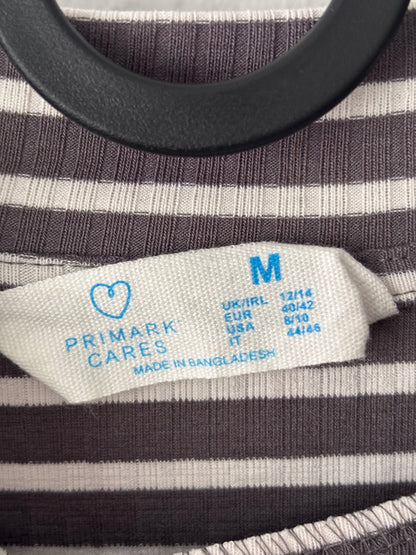 M
PRIMARK
CARES
UK/IRL 12/14
EUR 40/42
USA 8/10
IT 44/46
MADE IN BANGLADESH